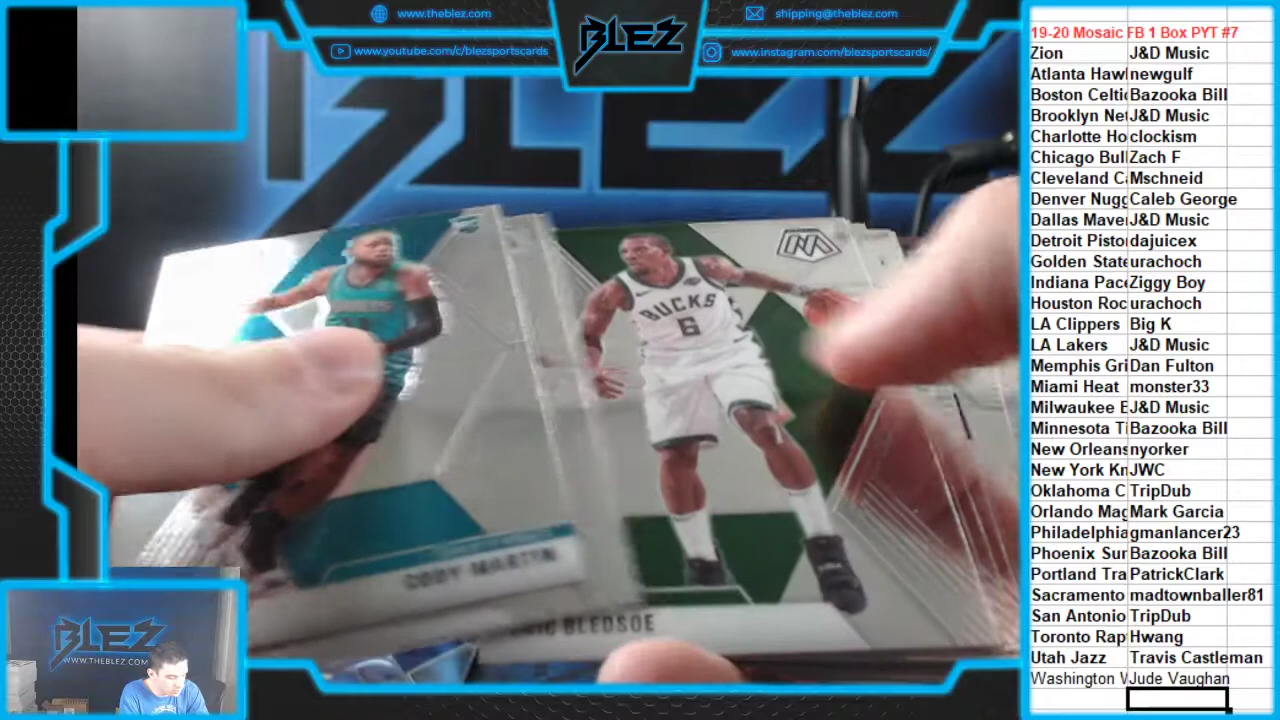 www.theblez.com
shipping@theblez.com
BLEZ
www.youtube.com/c/blezsportscards
www.instagram.com/blezsportscards/
19-20 Mosaic FB 1 Box PYT #7
Zion J&D Music
Atlanta Haw newgulf
Boston Celti Bazooka Bill
Brooklyn Ne J&D Music
Charlotte Ho clockism
Chicago Bul Zach F
Cleveland C Mschneid
Denver Nugg Caleb George
Dallas Mave J&D Music
Detroit Pisto dajuicex
Golden State urachoch
Indiana Pac Ziggy Boy
Houston Roc urachoch
LA Clippers Big K
LA Lakers J&D Music
Memphis Gri Dan Fulton
Miami Heat monster33
Milwaukee B J&D Music
Minnesota Ti Bazooka Bill
New Orleans nyorker
New York Kn JWC
Oklahoma C TripDub
Orlando Mag Mark Garcia
Philadelphia gmanlancer23
Phoenix Sun Bazooka Bill
Portland Tra PatrickClark
Sacramento madtownballer81
San Antonio TripDub
Toronto Rap Hwang
Utah Jazz Travis Castleman
Washington W Jude Vaughan
BLEZ
BUCKS
6
CODY MARTIN
BLEDSOE
BLEZ
WWW.THEBLEZ.COM